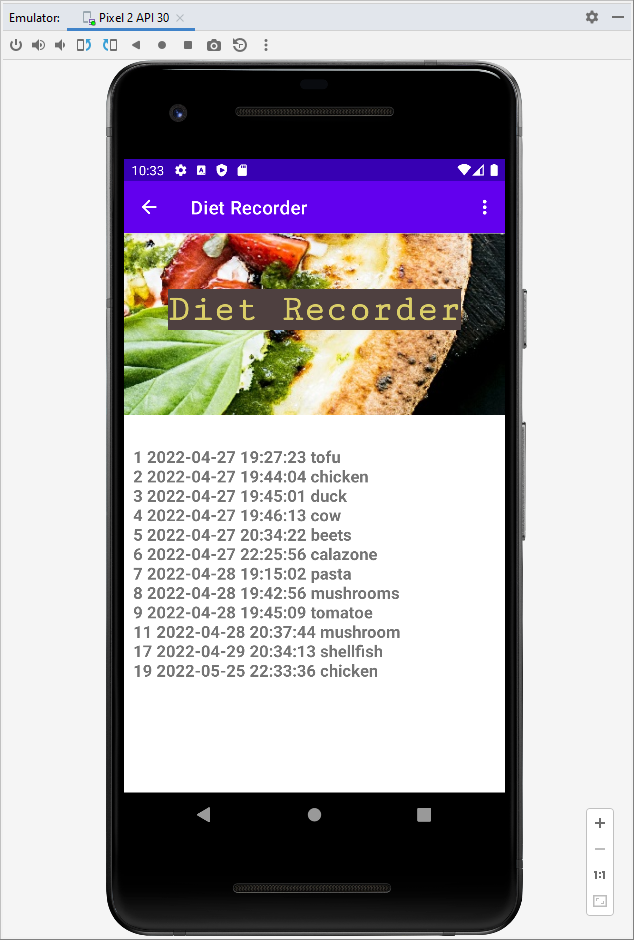 Emulator: Pixel 2 API 30
10:33
Diet Recorder
Diet Recorder
1 2022-04-27 19:27:23 tofu
2 2022-04-27 19:44:04 chicken
3 2022-04-27 19:45:01 duck
4 2022-04-27 19:46:13 cow
5 2022-04-27 20:34:22 beets
6 2022-04-27 22:25:56 calazone
7 2022-04-28 19:15:02 pasta
8 2022-04-28 19:42:56 mushrooms
9 2022-04-28 19:45:09 tomatoe
11 2022-04-28 20:37:44 mushroom
17 2022-04-29 20:34:13 shellfish
19 2022-05-25 22:33:36 chicken
1:1